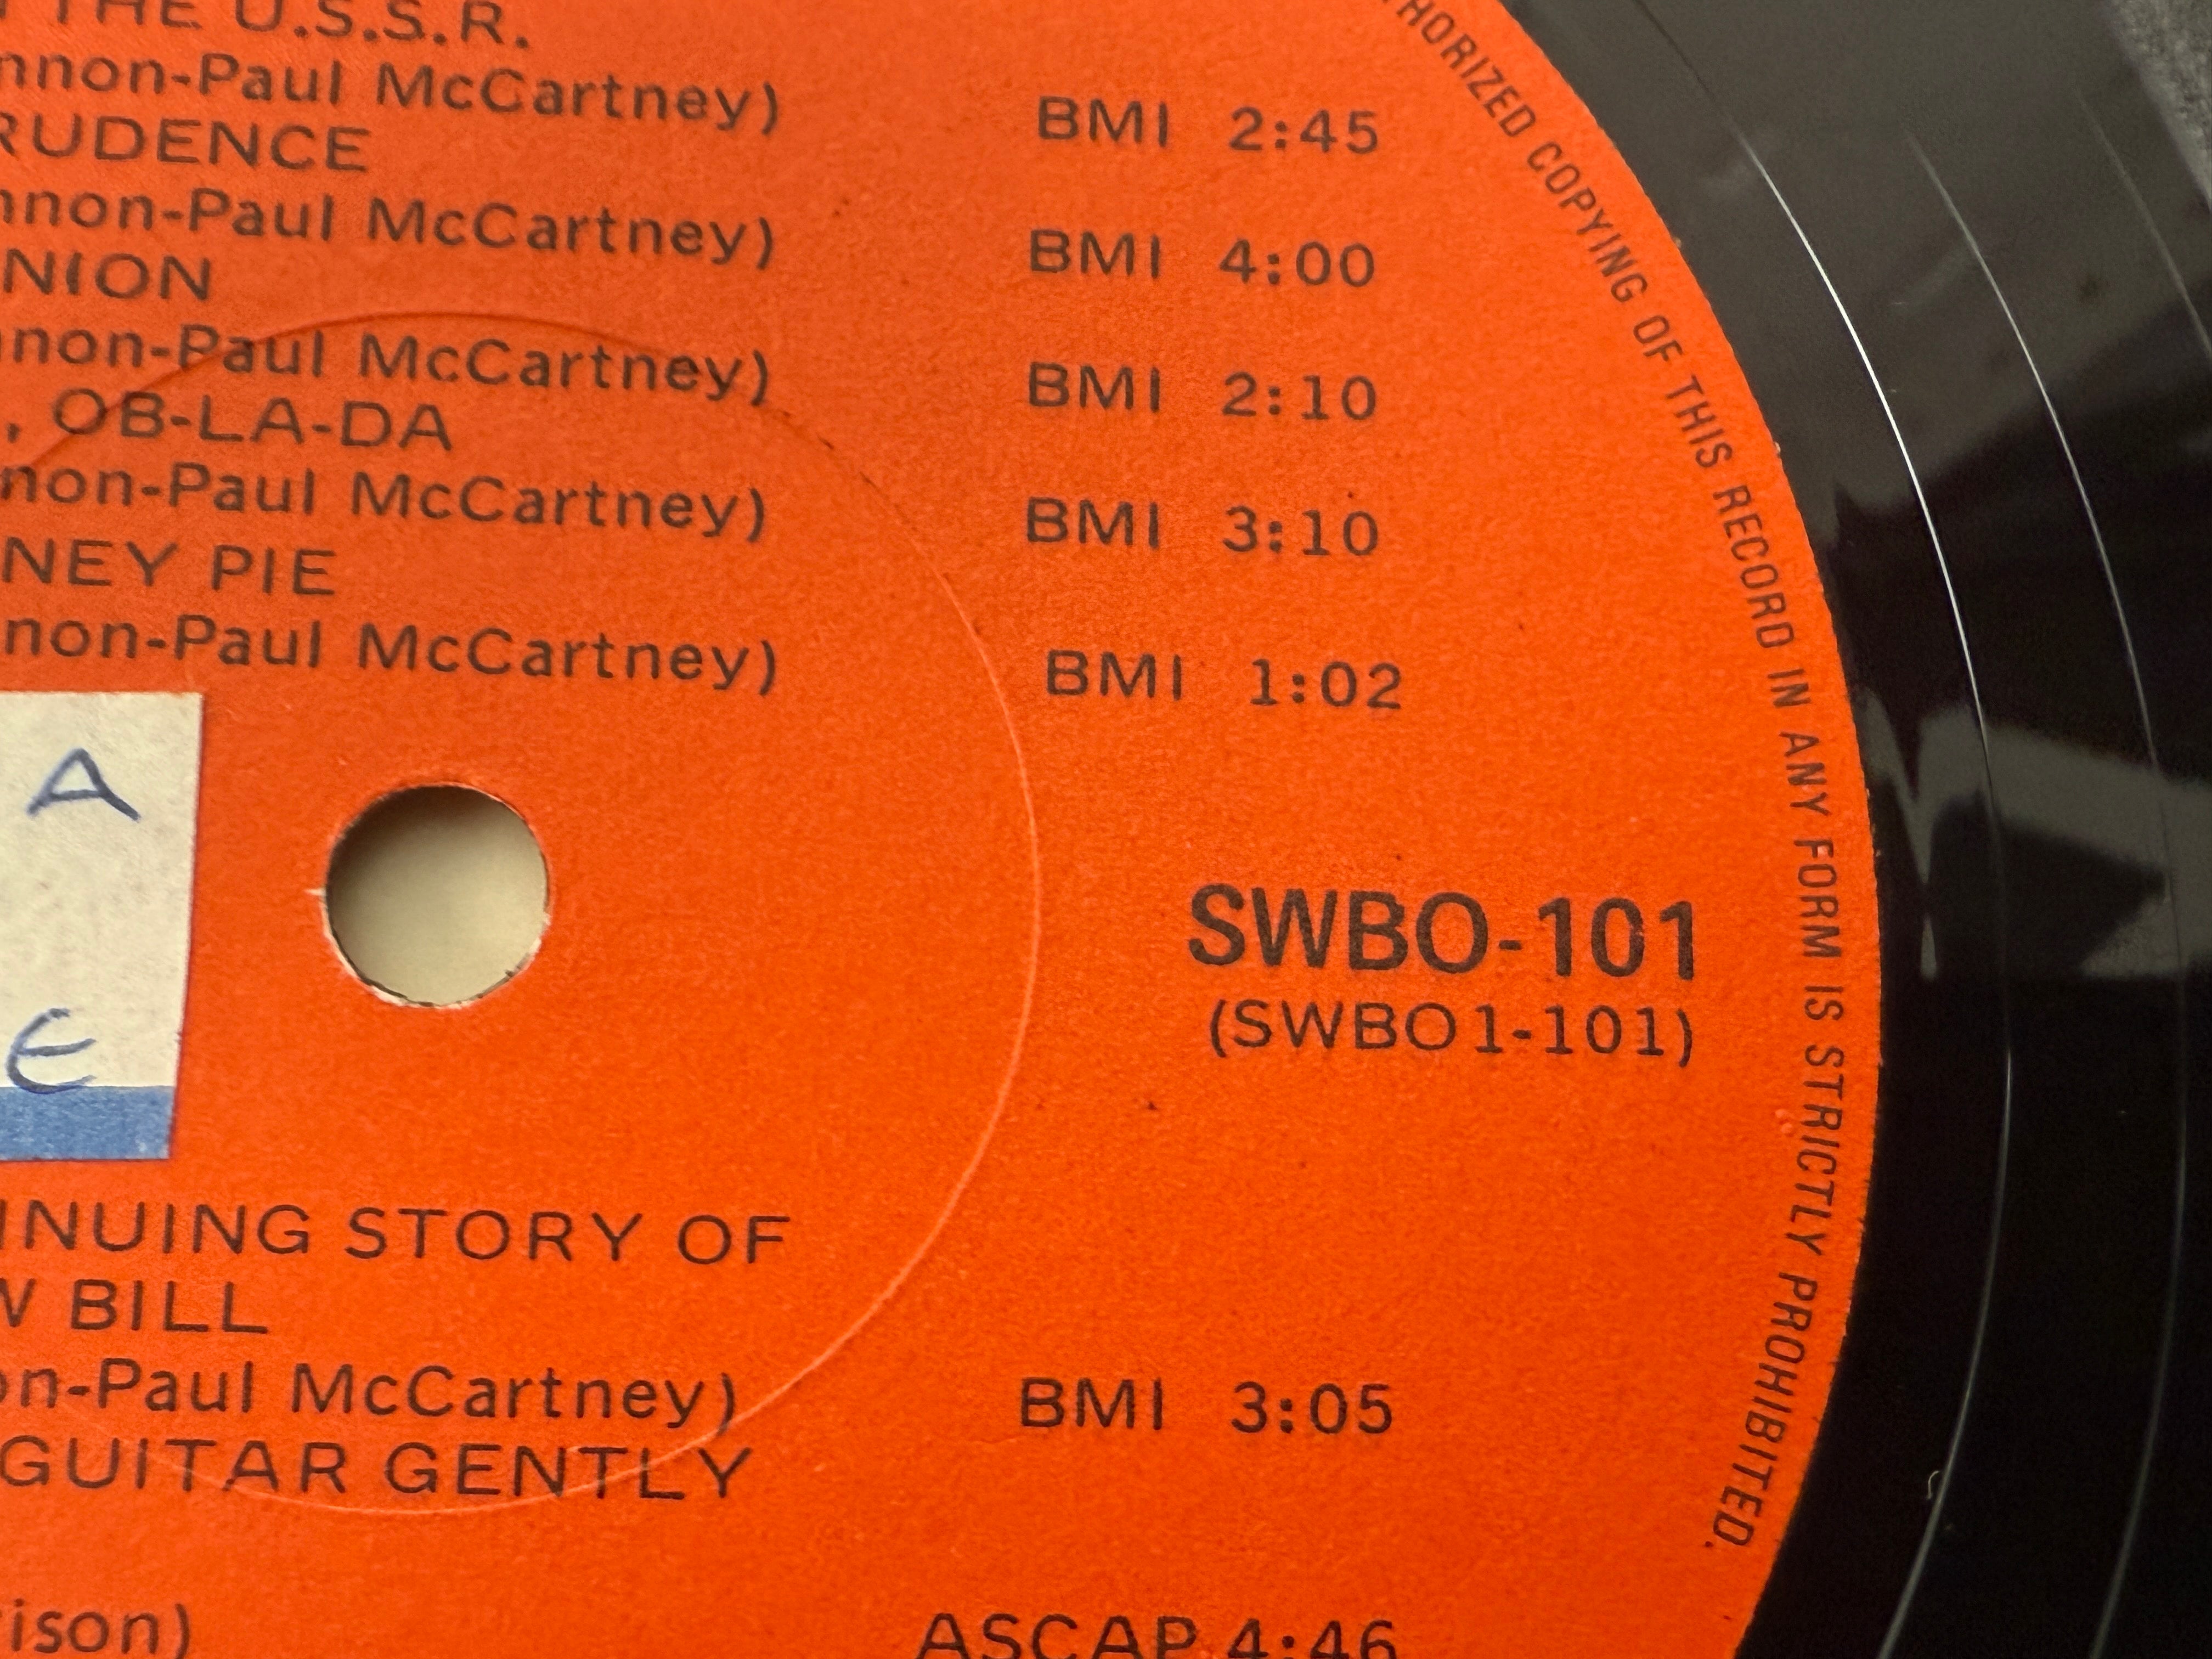 THE U.S.S.R.
nnon-Paul McCartney) BMI 2:45
RUDENCE
nnon-Paul McCartney) BMI 4:00
NION
nnon-Paul McCartney) BMI 2:10
, OB-LA-DA
nnon-Paul McCartney) BMI 3:10
NEY PIE
non-Paul McCartney) BMI 1:02
A
E
SWBO-101
(SWBO1-101)
INUING STORY OF
W BILL
on-Paul McCartney) BMI 3:05
GUITAR GENTLY
rison) ASCAP 4:46
THORIZED COPYING OF THIS RECORD IN ANY FORM IS STRICTLY PROHIBITED.